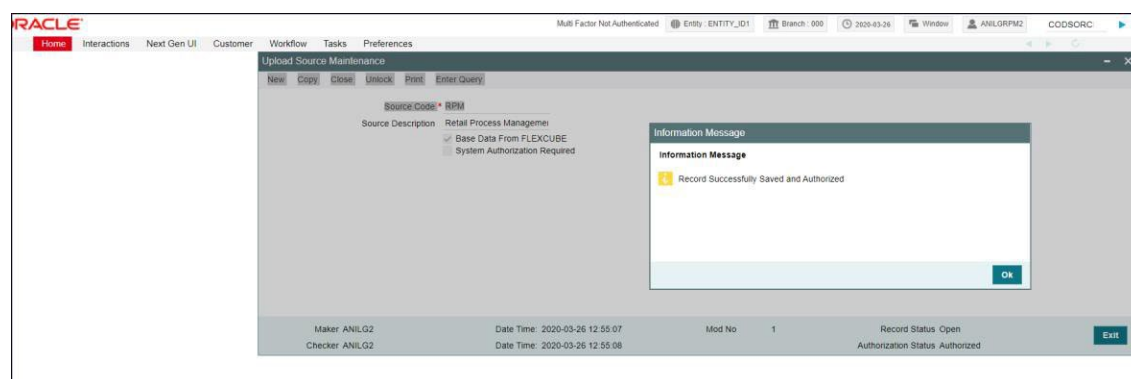 ORACLE
Multi Factor Not Authenticated Entity : ENTITY_ID1 Branch : 000 2020-03-26 Window ANILGRPM2 CODSORC
Home Interactions Next Gen UI Customer Workflow Tasks Preferences
Upload Source Maintenance
New Copy Close Unlock Print Enter Query
Source Code * RPM
Source Description Retail Process Managemei
Base Data From FLEXCUBE
System Authorization Required
Information Message
Information Message
Record Successfully Saved and Authorized
Ok
Maker ANILG2 Date Time: 2020-03-26 12:55:07 Mod No 1 Record Status Open
Checker ANILG2 Date Time: 2020-03-26 12:55:08 Authorization Status Authorized
Exit